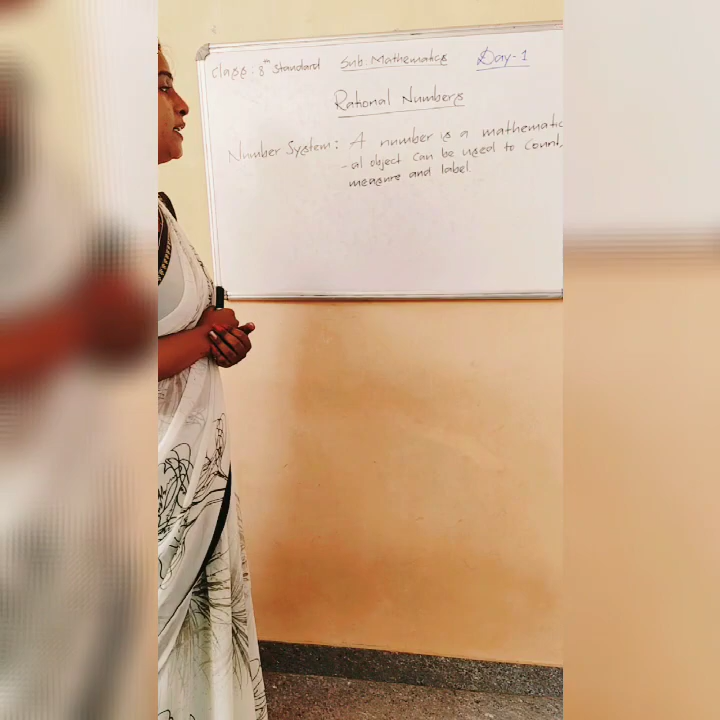 Class: 8th Standard Sub. Mathematics Day-1
Rational Numbers
Number System: A number is a mathematic
-al object can be used to count,
measure and label.